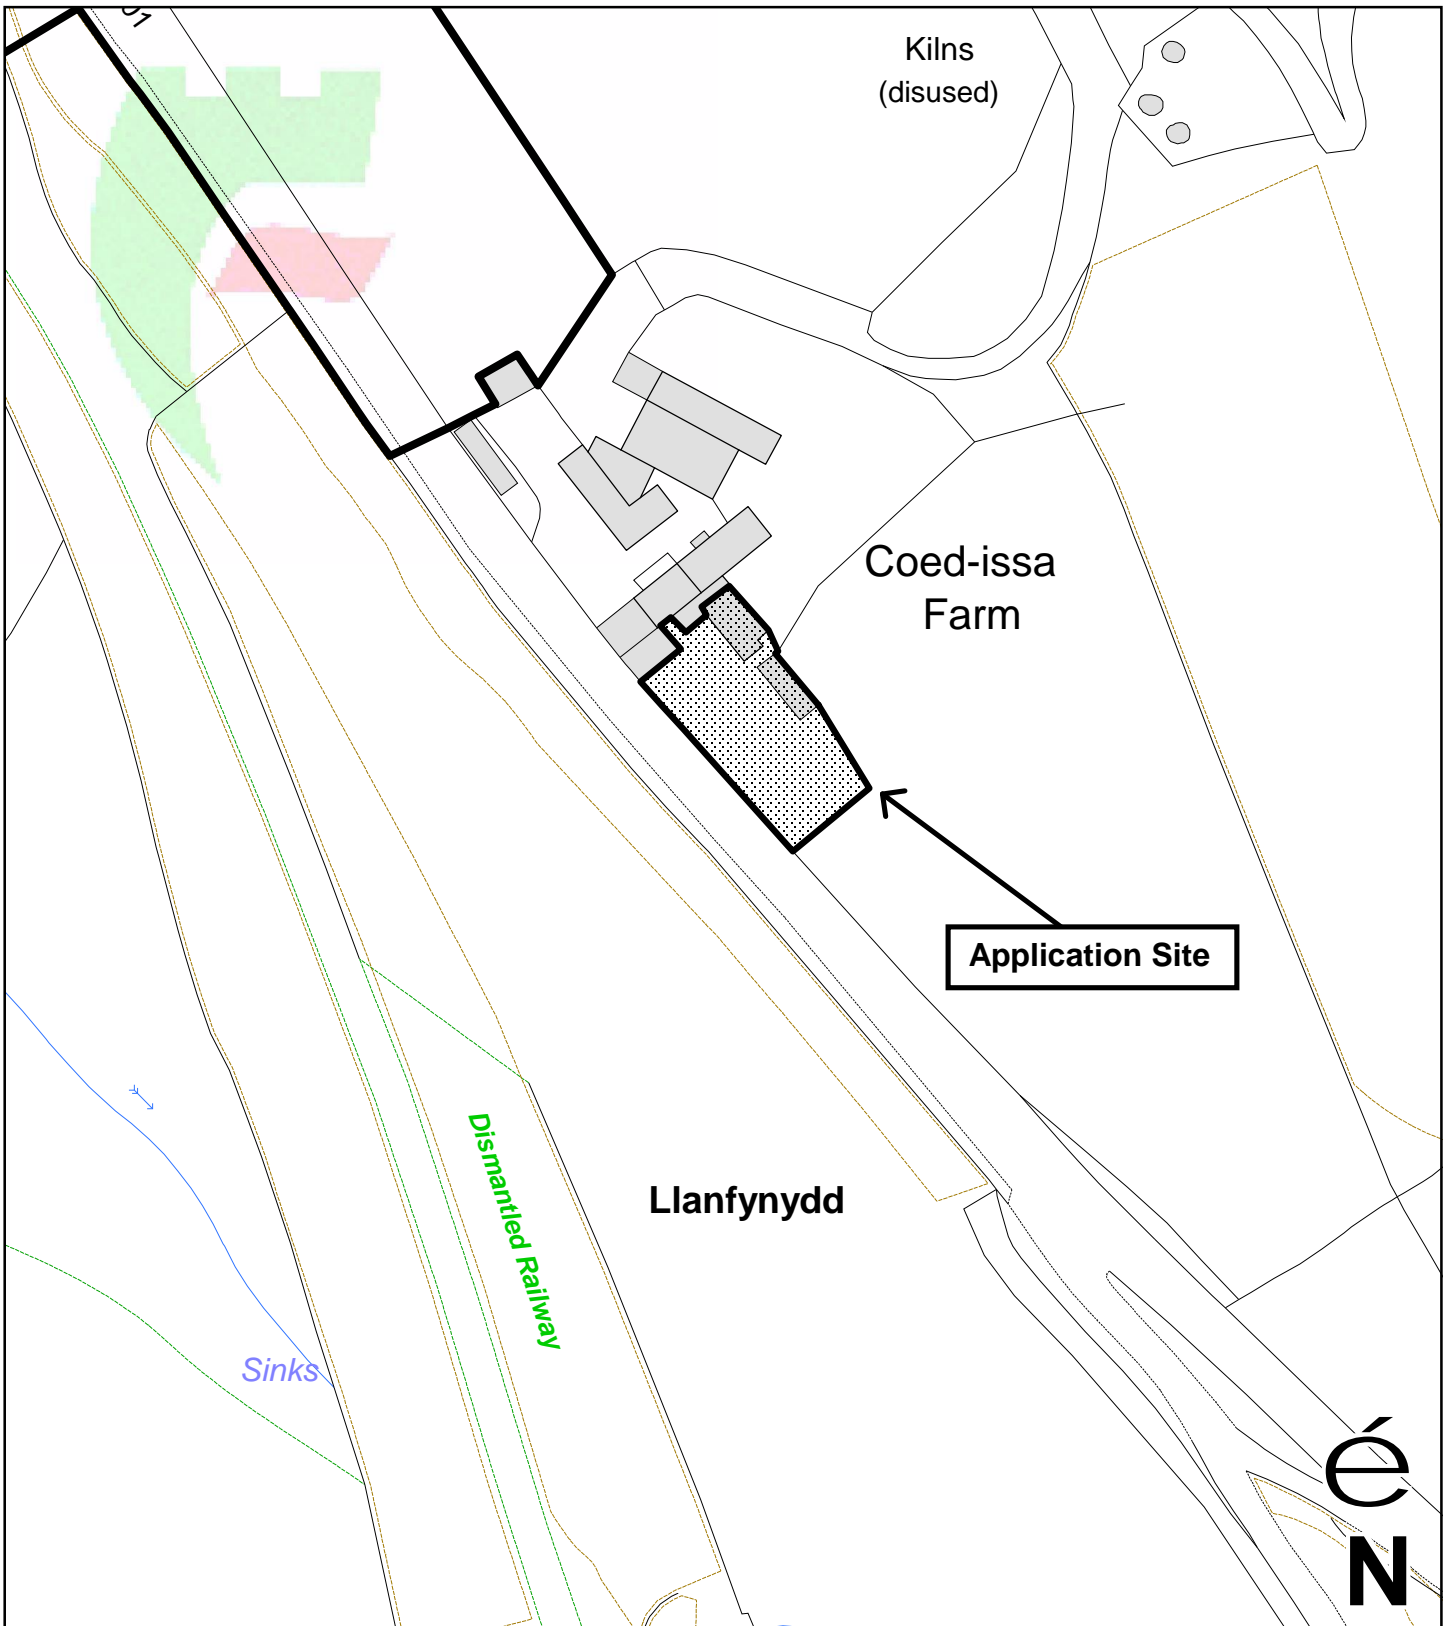 Kilns
(disused)
Coed-issa
Farm
Application Site
Dismantled Railway
Llanfynydd
Sinks
é
N